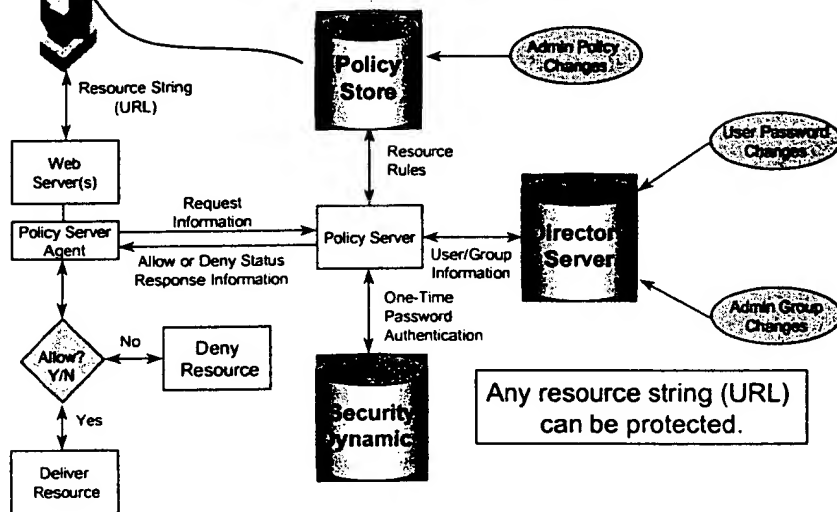 Policy
Store
Admin Policy
Changes
Resource String
(URL)
Web
Server(s)
Resource
Rules
User Password
Changes
Request
Information
Policy Server
Agent
Policy Server
Allow or Deny Status
Response Information
User/Group
Information
Director
Server
One-Time
Password
Authentication
Admin Group
Changes
Allow?
Y/N
No
Deny
Resource
Yes
Security
Dynamic
Any resource string (URL)
can be protected.
Deliver
Resource